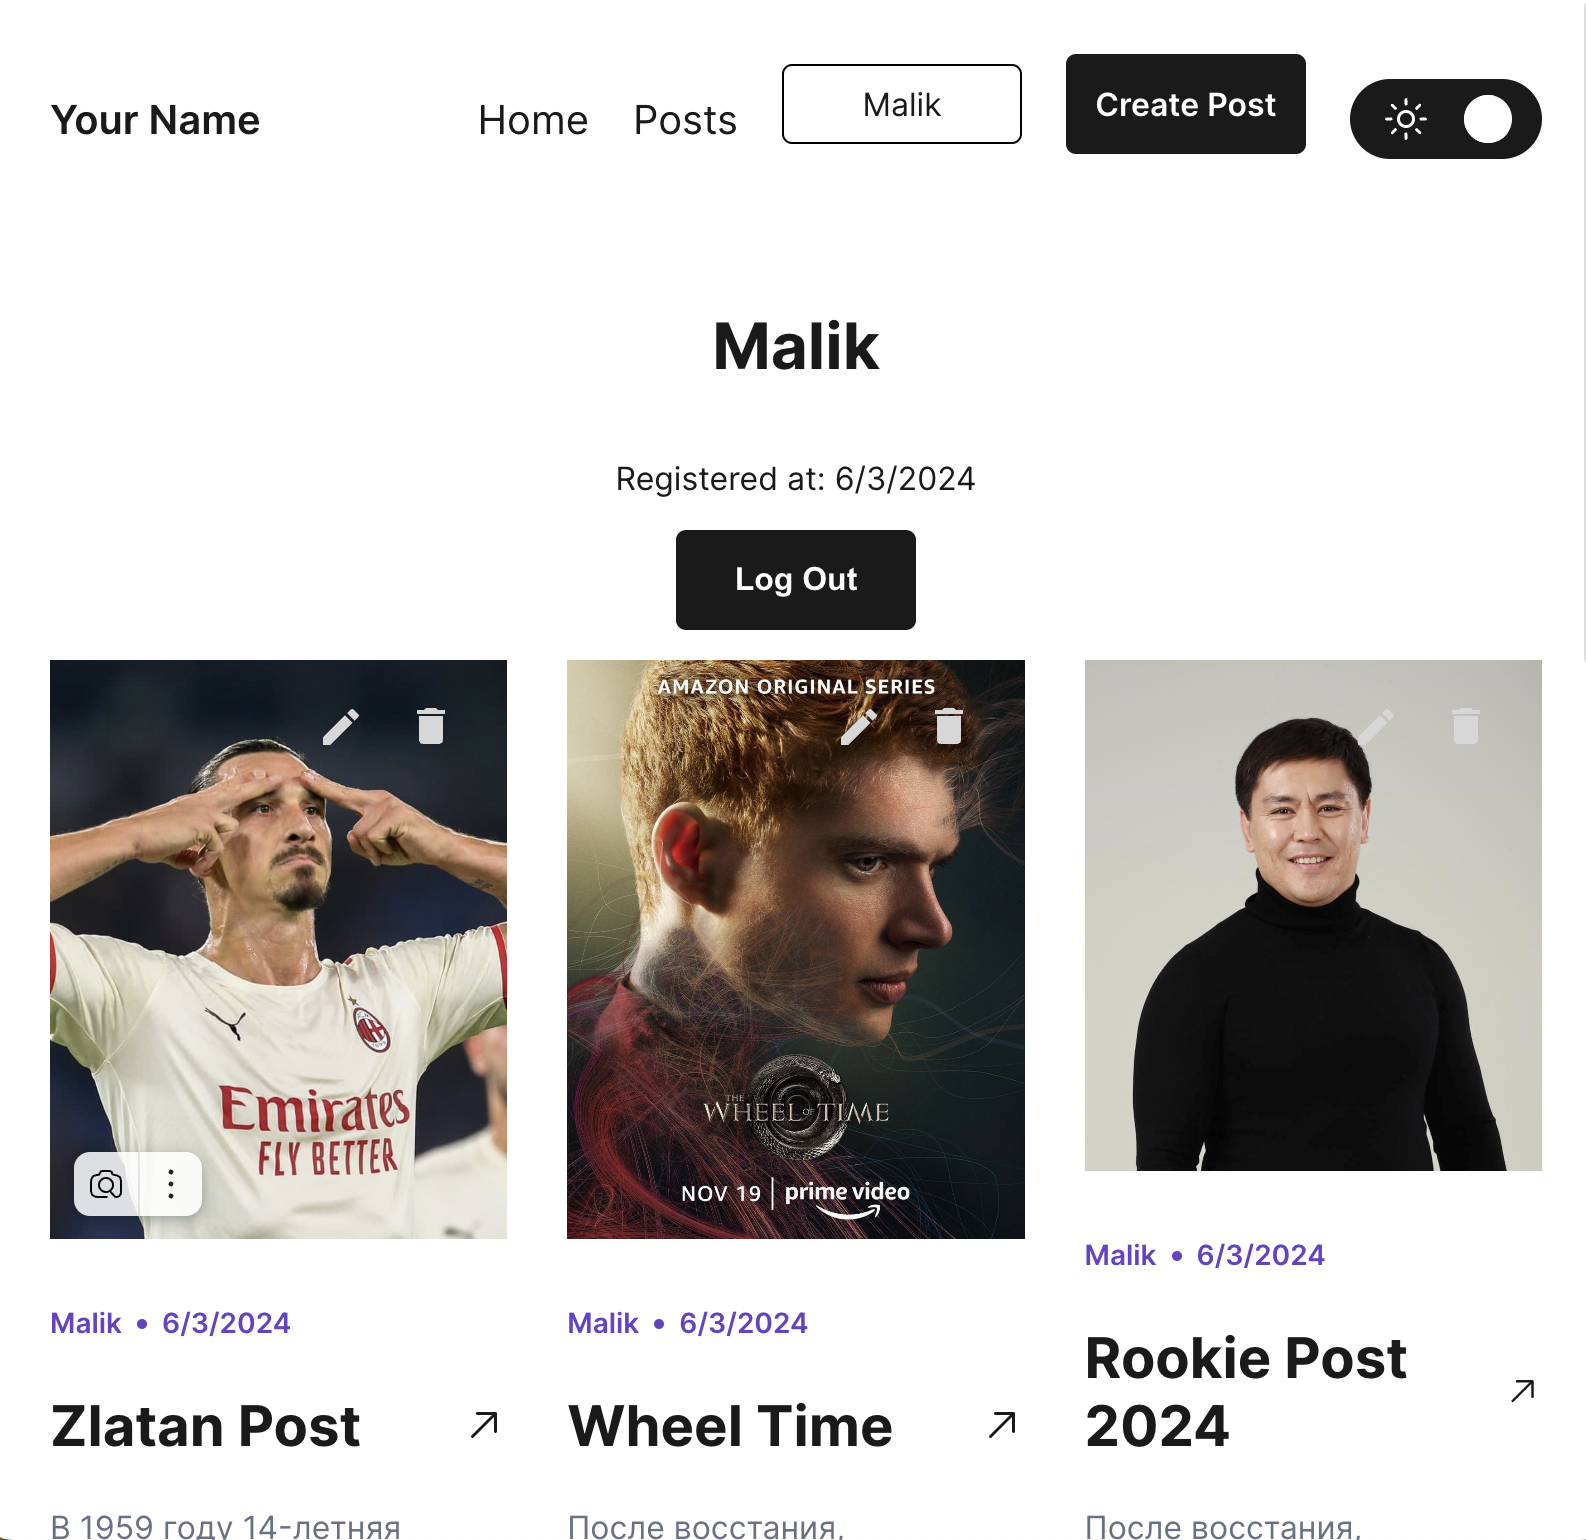 Your Name
Home
Posts
Malik
Create Post
Malik
Registered at: 6/3/2024
Log Out
Emirates
FLY BETTER
AMAZON ORIGINAL SERIES
THE
WHEEL OF TIME
NOV 19 | prime video
Malik • 6/3/2024
Zlatan Post
В 1959 году 14-летняя
Malik • 6/3/2024
Wheel Time
После восстания,
Malik • 6/3/2024
Rookie Post
2024
После восстания,